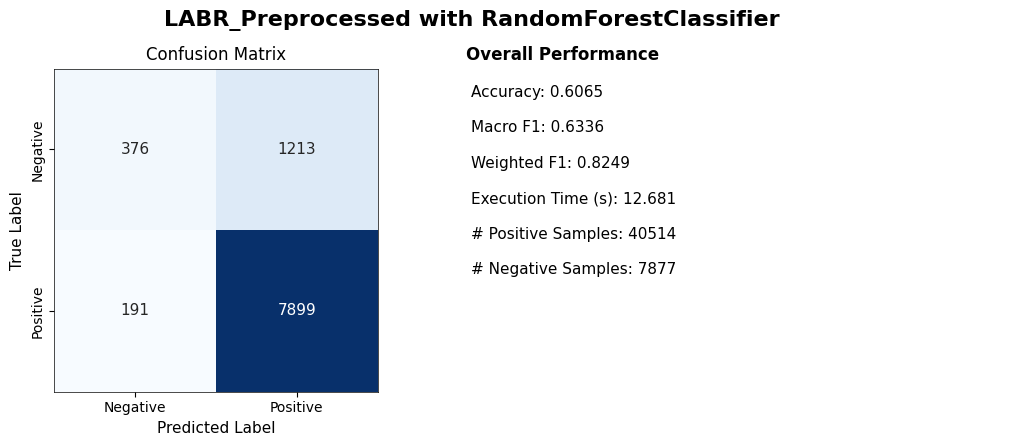 LABR_Preprocessed with RandomForestClassifier
Confusion Matrix
True Label
Negative
Positive
376
1213
191
7899
Negative
Positive
Predicted Label
Overall Performance
Accuracy: 0.6065
Macro F1: 0.6336
Weighted F1: 0.8249
Execution Time (s): 12.681
# Positive Samples: 40514
# Negative Samples: 7877